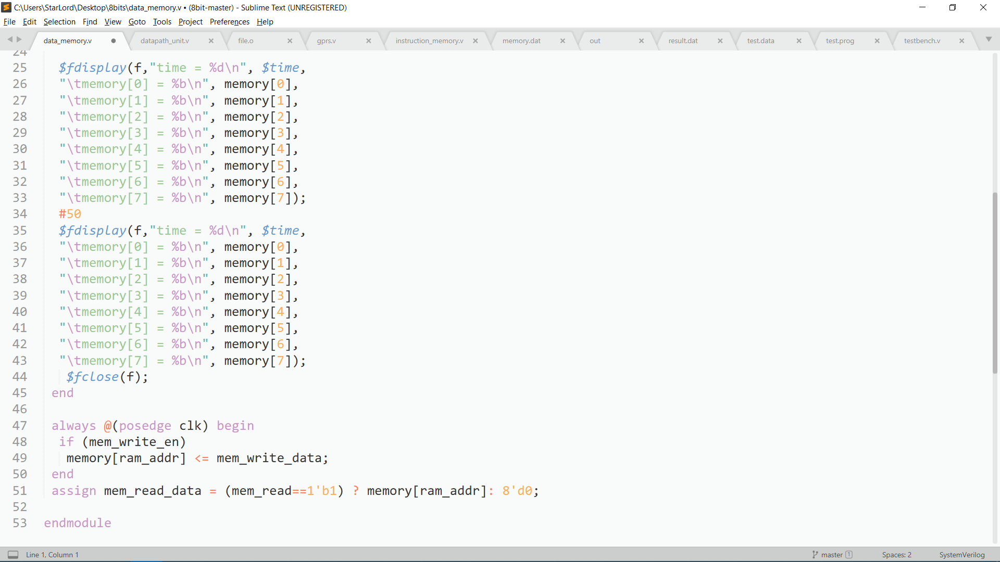 C:\Users\StarLord\Desktop\8bits\data_memory.v • (8bit-master) - Sublime Text (UNREGISTERED)
File Edit Selection Find View Goto Tools Project Preferences Help
data_memory.v datapath_unit.v file.o gprs.v instruction_memory.v memory.dat out result.dat test.data test.prog testbench.v
24
25 $fdisplay(f,"time = %d\n", $time,
26 "\tmemory[0] = %b\n", memory[0],
27 "\tmemory[1] = %b\n", memory[1],
28 "\tmemory[2] = %b\n", memory[2],
29 "\tmemory[3] = %b\n", memory[3],
30 "\tmemory[4] = %b\n", memory[4],
31 "\tmemory[5] = %b\n", memory[5],
32 "\tmemory[6] = %b\n", memory[6],
33 "\tmemory[7] = %b\n", memory[7]);
34 #50
35 $fdisplay(f,"time = %d\n", $time,
36 "\tmemory[0] = %b\n", memory[0],
37 "\tmemory[1] = %b\n", memory[1],
38 "\tmemory[2] = %b\n", memory[2],
39 "\tmemory[3] = %b\n", memory[3],
40 "\tmemory[4] = %b\n", memory[4],
41 "\tmemory[5] = %b\n", memory[5],
42 "\tmemory[6] = %b\n", memory[6],
43 "\tmemory[7] = %b\n", memory[7]);
44 $fclose(f);
45 end
46
47 always @(posedge clk) begin
48 if (mem_write_en)
49 memory[ram_addr] <= mem_write_data;
50 end
51 assign mem_read_data = (mem_read==1'b1) ? memory[ram_addr]: 8'd0;
52
53 endmodule
Line 1, Column 1 master 1 Spaces: 2 SystemVerilog